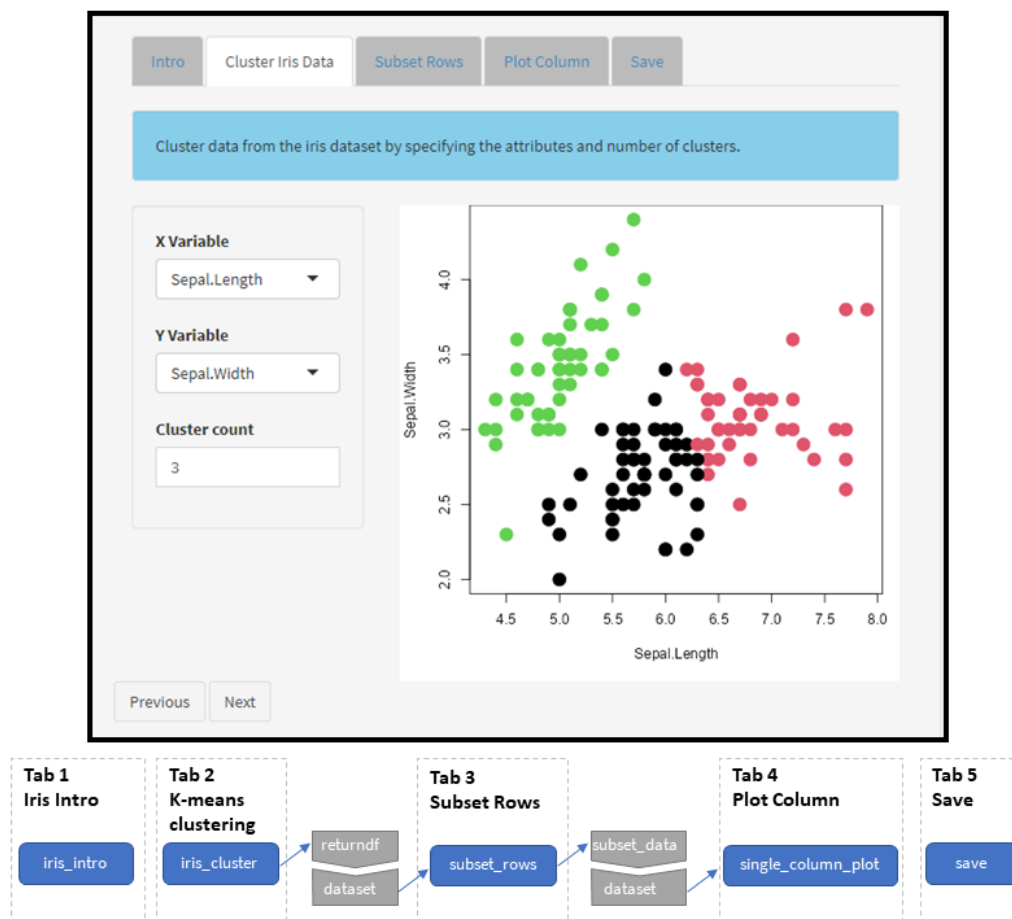 Intro Cluster Iris Data Subset Rows Plot Column Save
Cluster data from the iris dataset by specifying the attributes and number of clusters.
X Variable
Sepal.Length
Y Variable
Sepal.Width
Cluster count
3
Sepal.Width
4.0
3.5
3.0
2.5
2.0
4.5 5.0 5.5 6.0 6.5 7.0 7.5 8.0
Sepal.Length
Previous Next
Tab 1
Iris Intro
iris_intro
Tab 2
K-means
clustering
iris_cluster
returndf
dataset
Tab 3
Subset Rows
subset_rows
subset_data
dataset
Tab 4
Plot Column
single_column_plot
Tab 5
Save
save